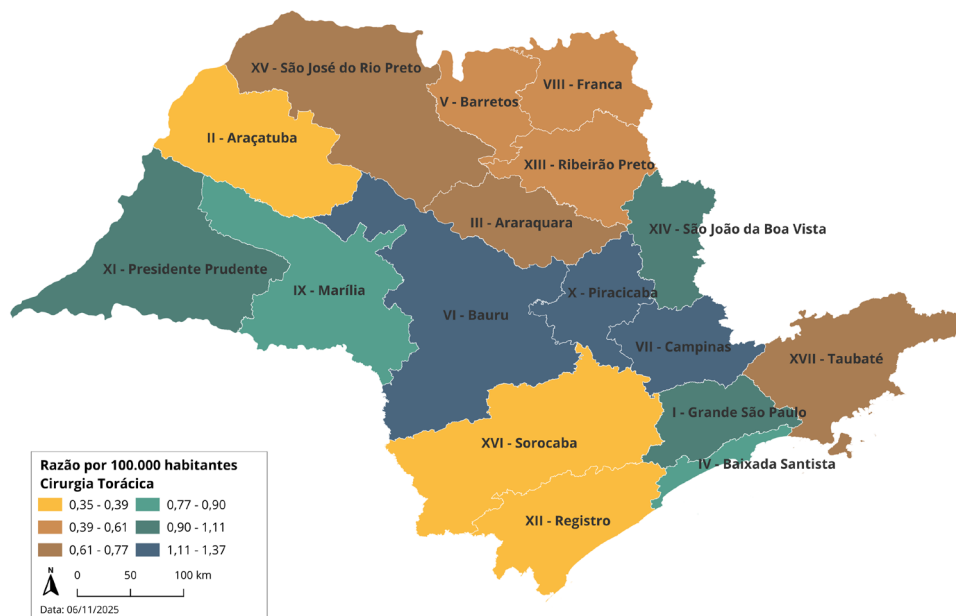 XV - São José do Rio Preto
VIII - Franca
V - Barretos
II - Araçatuba
XIII - Ribeirão Preto
III - Araraquara
XIV - São João da Boa Vista
XI - Presidente Prudente
IX - Marília
X - Piracicaba
VI - Bauru
VII - Campinas
XVII - Taubaté
I - Grande São Paulo
XVI - Sorocaba
IV - Baixada Santista
XII - Registro
Razão por 100.000 habitantes
Cirurgia Torácica
0,35 - 0,39
0,39 - 0,61
0,61 - 0,77
0,77 - 0,90
0,90 - 1,11
1,11 - 1,37
N
0 50 100 km
Data: 06/11/2025